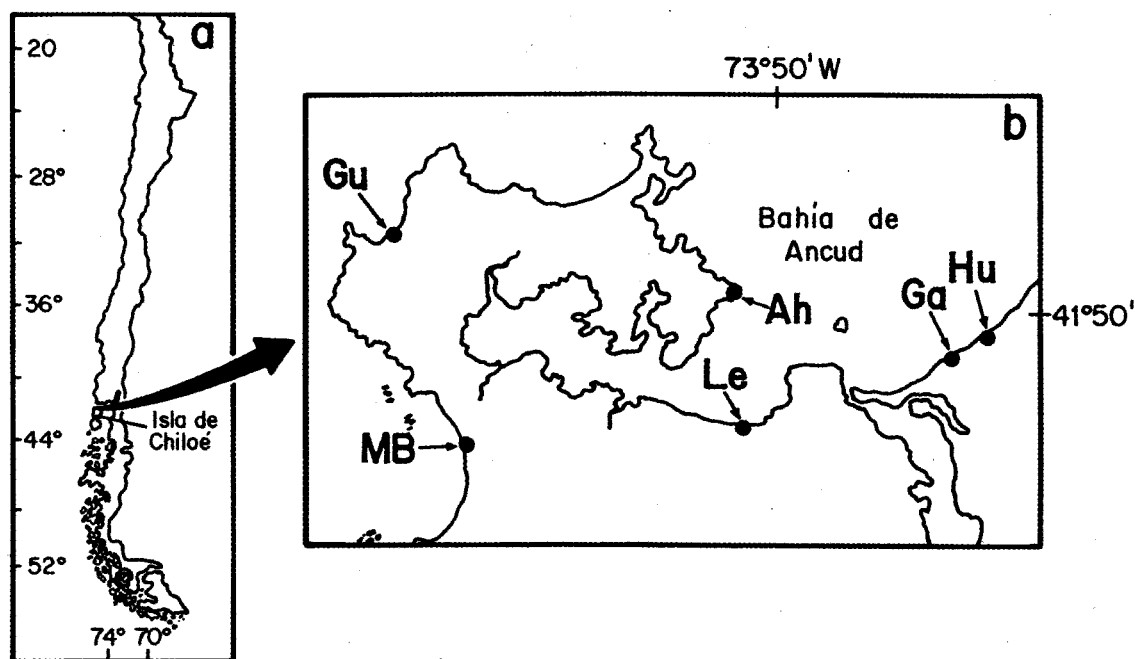 a
20
28°
36°
44°
52°
74° 70°
Isla de
Chiloé
73°50' W
b
Gu
Bahía de
Ancud
Hu
Ga
Ah
41°50'
Le
MB